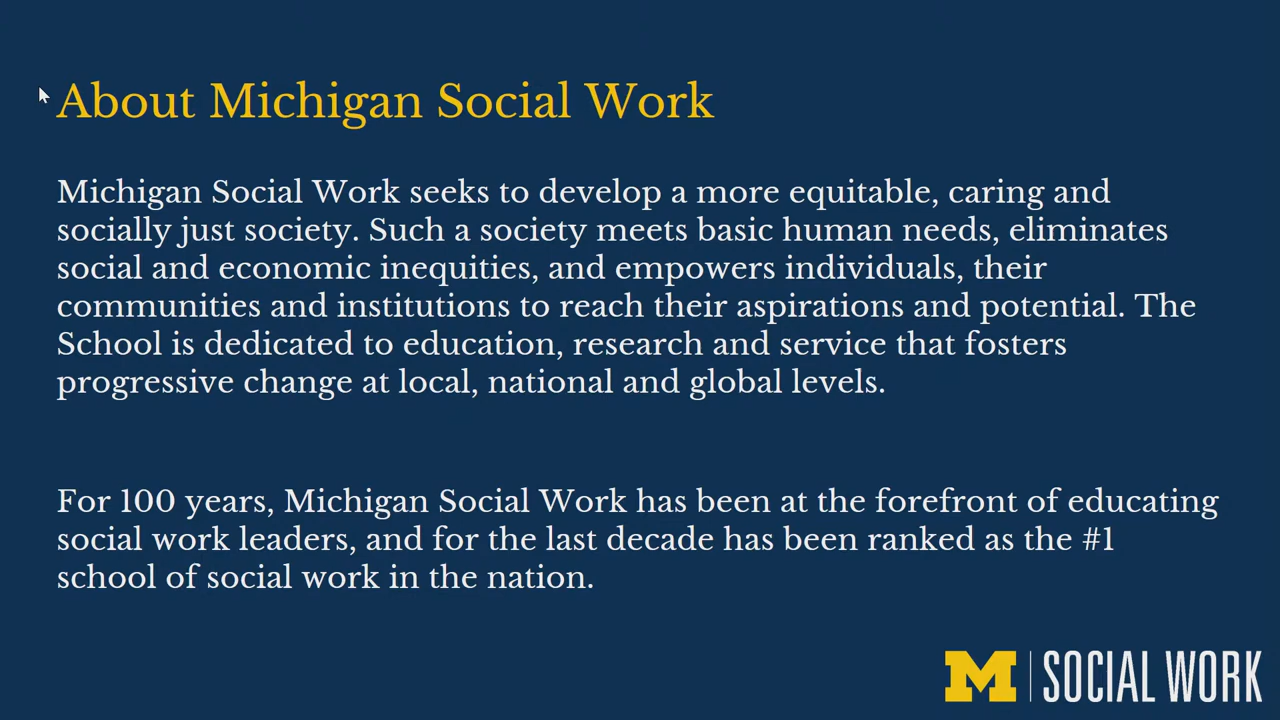 About Michigan Social Work
Michigan Social Work seeks to develop a more equitable, caring and
socially just society. Such a society meets basic human needs, eliminates
social and economic inequities, and empowers individuals, their
communities and institutions to reach their aspirations and potential. The
School is dedicated to education, research and service that fosters
progressive change at local, national and global levels.
For 100 years, Michigan Social Work has been at the forefront of educating
social work leaders, and for the last decade has been ranked as the #1
school of social work in the nation.
M | SOCIAL WORK